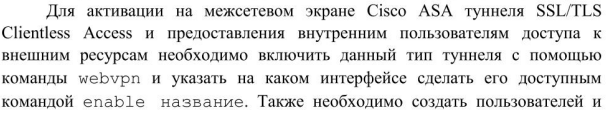 Для активации на межсетевом экране Cisco ASA туннеля SSL/TLS
Clientless Access и предоставления внутренним пользователям доступа к
внешним ресурсам необходимо включить данный тип туннеля с помощью
команды webvpn и указать на каком интерфейсе сделать его доступным
командой enable название. Также необходимо создать пользователей и